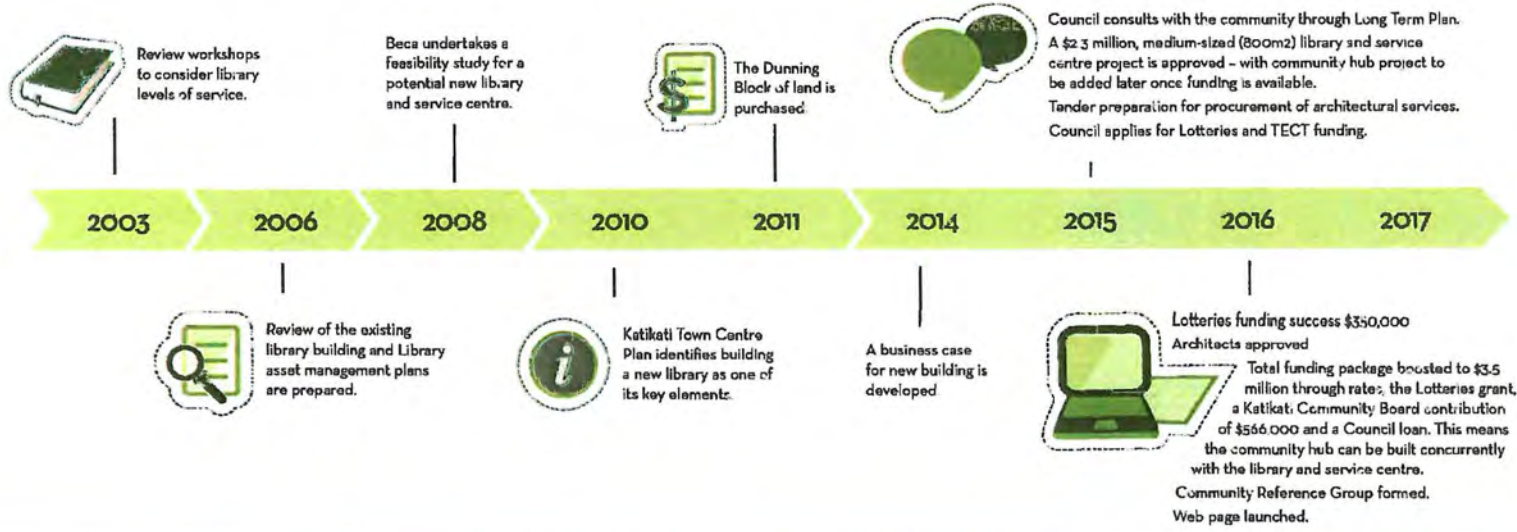 Review workshops
to consider library
levels of service.
Beca undertakes a
feasibility study for a
potential new library
and service centre.
The Dunning
Block of land is
purchased.
Council consults with the community through Long Term Plan.
A $2.3 million, medium-sized (800m2) library and service
centre project is approved – with community hub project to
be added later once funding is available.
Tender preparation for procurement of architectural services.
Council applies for Lotteries and TECT funding.
2003
2006
2008
2010
2011
2014
2015
2016
2017
Review of the existing
library building and Library
asset management plans
are prepared.
Katikati Town Centre
Plan identifies building
a new library as one of
its key elements.
A business case
for new building is
developed
Lotteries funding success $350,000
Architects approved
Total funding package boosted to $3.5
million through rates, the Lotteries grant,
a Katikati Community Board contribution
of $566,000 and a Council loan. This means
the community hub can be built concurrently
with the library and service centre.
Community Reference Group formed.
Web page launched.